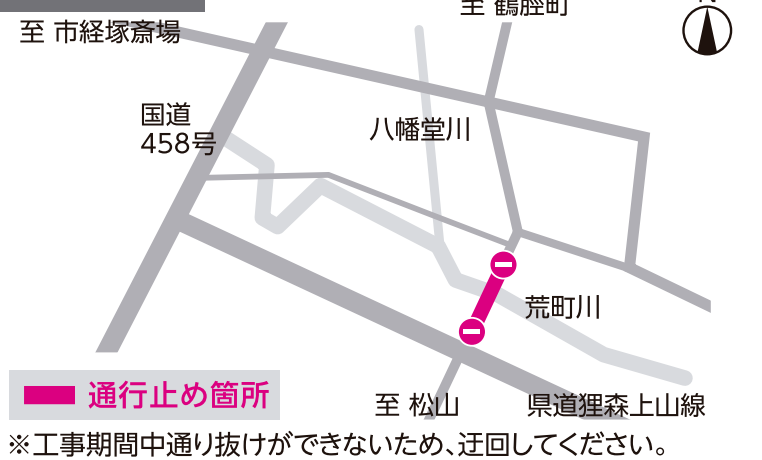 至 鶴脛町
N
至 市経塚斎場
国道
458号
八幡堂川
荒町川
至 松山
県道狸森上山線
通行止め箇所
※工事期間中通り抜けができないため、迂回してください。